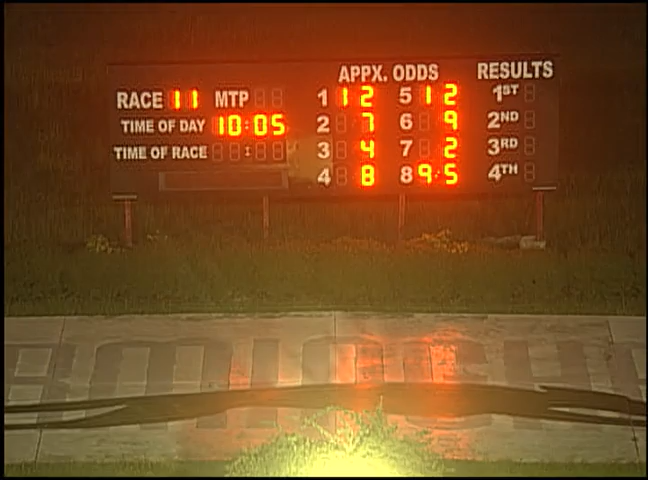 APPX. ODDS RESULTS
RACE 11 MTP 1 12 5 12 1ST
TIME OF DAY 10:05 2 7 6 9 2ND
TIME OF RACE : 3 4 7 2 3RD
4 8 8 9/5 4TH